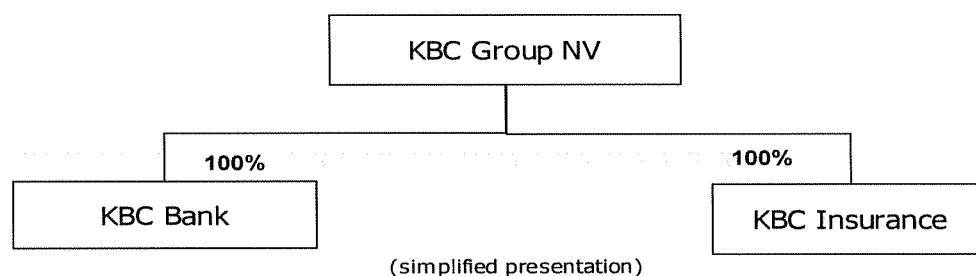 KBC Group NV
100%
100%
KBC Bank
KBC Insurance
(simplified presentation)